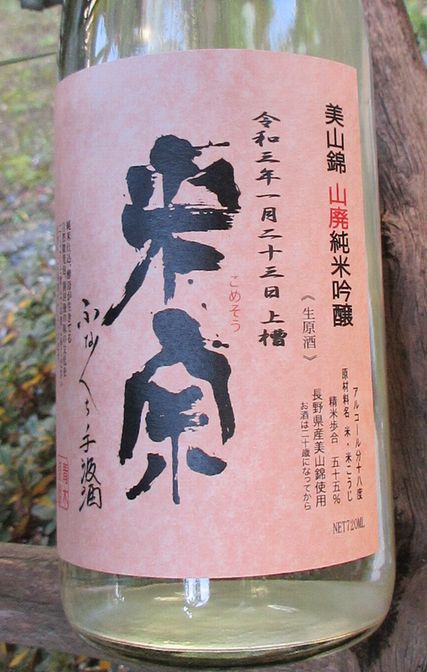 美山錦 山廃純米吟醸
アルコール分十八度
原材料名 米・米こうじ
精米歩合 五十五％
長野県産美山錦使用
お酒は二十歳になってから
《生原酒》
NET720ML
令和三年一月二十三日上槽
こめそう
米宗
ふなくち手汲酒